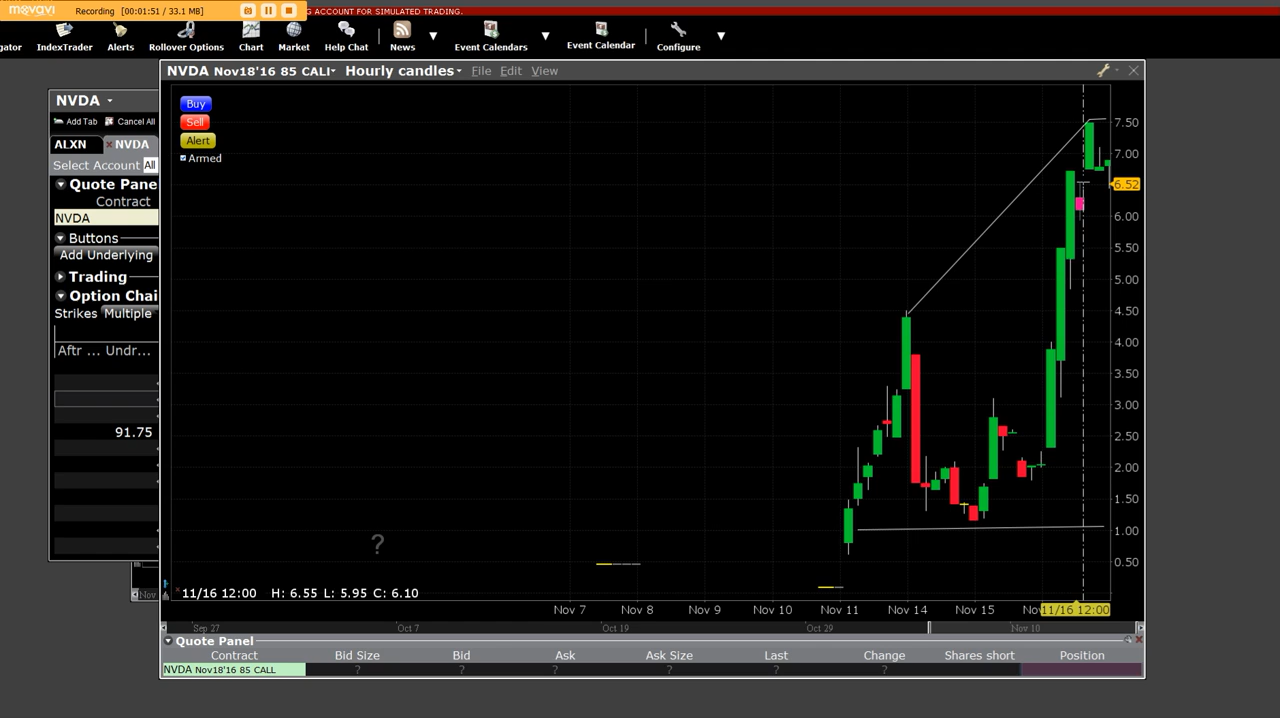 movavi Recording [00:01:51 / 33.1 MB] G ACCOUNT FOR SIMULATED TRADING.
gator IndexTrader Alerts Rollover Options Chart Market Help Chat News Event Calendars Event Calendar Configure
NVDA Nov18'16 85 CALL Hourly candles File Edit View
NVDA
Add Tab Cancel All
ALXN NVDA
Select Account All
Quote Pane
Contract
NVDA
Buttons
Add Underlying
Trading
Option Chai
Strikes Multiple
Aftr ... Undr...
91.75
Nov
Buy
Sell
Alert
Armed
7.50
7.00
6.52
6.00
5.50
5.00
4.50
4.00
3.50
3.00
2.50
2.00
1.50
1.00
0.50
?
11/16 12:00 H: 6.55 L: 5.95 C: 6.10
Nov 7 Nov 8 Nov 9 Nov 10 Nov 11 Nov 14 Nov 15 Nov 11/16 12:00
Sep 27 Oct 7 Oct 19 Oct 29 Nov 10
Quote Panel
Contract Bid Size Bid Ask Ask Size Last Change Shares short Position
NVDA Nov18'16 85 CALL ? ? ? ? ? ?